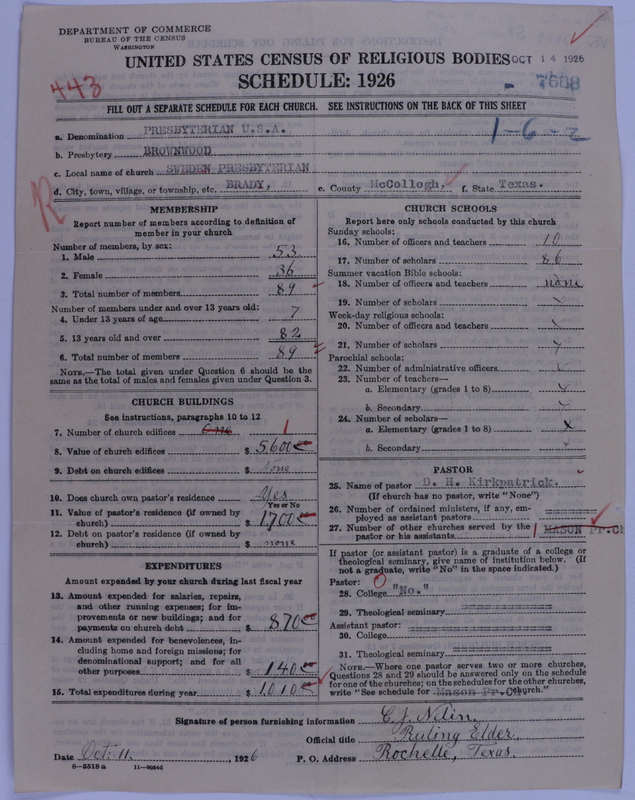 DEPARTMENT OF COMMERCE
BUREAU OF THE CENSUS
WASHINGTON
UNITED STATES CENSUS OF RELIGIOUS BODIES OCT 14 1926
SCHEDULE: 1926
443
FILL OUT A SEPARATE SCHEDULE FOR EACH CHURCH. SEE INSTRUCTIONS ON THE BACK OF THIS SHEET
a. Denomination PRESBYTERIAN U.S.A.
1-6-2
b. Presbytery BROWNWOOD
c. Local name of church SWEDEN PRESBYTERIAN
d. City, town, village, or township, etc. BRADY, e. County McCollogh, f. State Texas.
R
MEMBERSHIP
Report number of members according to definition of
member in your church
Number of members, by sex:
1. Male 53
2. Female 36
3. Total number of members 89
Number of members under and over 13 years old:
4. Under 13 years of age 7
5. 13 years old and over 82
6. Total number of members 89
NOTE.—The total given under Question 6 should be
same as the total of males and females given under Question 3.
CHURCH BUILDINGS
See instructions, paragraphs 10 to 12
7. Number of church edifices One 1
8. Value of church edifices $ 5,600
9. Debt on church edifices $ none
10. Does church own pastor's residence Yes
Yes or No
11. Value of pastor's residence (if owned by
church) $ 1,700
12. Debt on pastor's residence (if owned by
church) $ none
EXPENDITURES
Amount expended by your church during last fiscal year
13. Amount expended for salaries, repairs,
and other running expenses; for im-
provements or new buildings; and for
payments on church debt $ 870
14. Amount expended for benevolences, in-
cluding home and foreign missions; for
denominational support; and for all
other purposes $ 140
15. Total expenditures during year $ 1010
CHURCH SCHOOLS
Report here only schools conducted by this church
Sunday schools:
16. Number of officers and teachers 10
17. Number of scholars 86
Summer vacation Bible schools:
18. Number of officers and teachers none
19. Number of scholars
Week-day religious schools:
20. Number of officers and teachers
21. Number of scholars
Parochial schools:
22. Number of administrative officers
23. Number of teachers—
a. Elementary (grades 1 to 8)
b. Secondary
24. Number of scholars—
a. Elementary (grades 1 to 8) x
b. Secondary
PASTOR
25. Name of pastor D. H. Kirkpatrick.
(If church has no pastor, write "None")
26. Number of ordained ministers, if any, em-
ployed as assistant pastors
27. Number of other churches served by the
pastor or his assistants 1 MASON Pr.Ch
If pastor (or assistant pastor) is a graduate of a college or
theological seminary, give name of institution below. (If
not a graduate, write "No" in the space indicated.)
Pastor:
28. College "No."
29. Theological seminary
Assistant pastor:
30. College
31. Theological seminary
NOTE.—Where one pastor serves two or more churches,
Questions 28 and 29 should be answered only on the schedule
for one of the churches; on the schedules for the other churches,
write "See schedule for Mason Pr.Ch. church."
Signature of person furnishing information C. J. Nelin,
Official title Ruling Elder,
Date Oct. 11, 1926 P. O. Address Rochelle, Texas.
8-5518 a